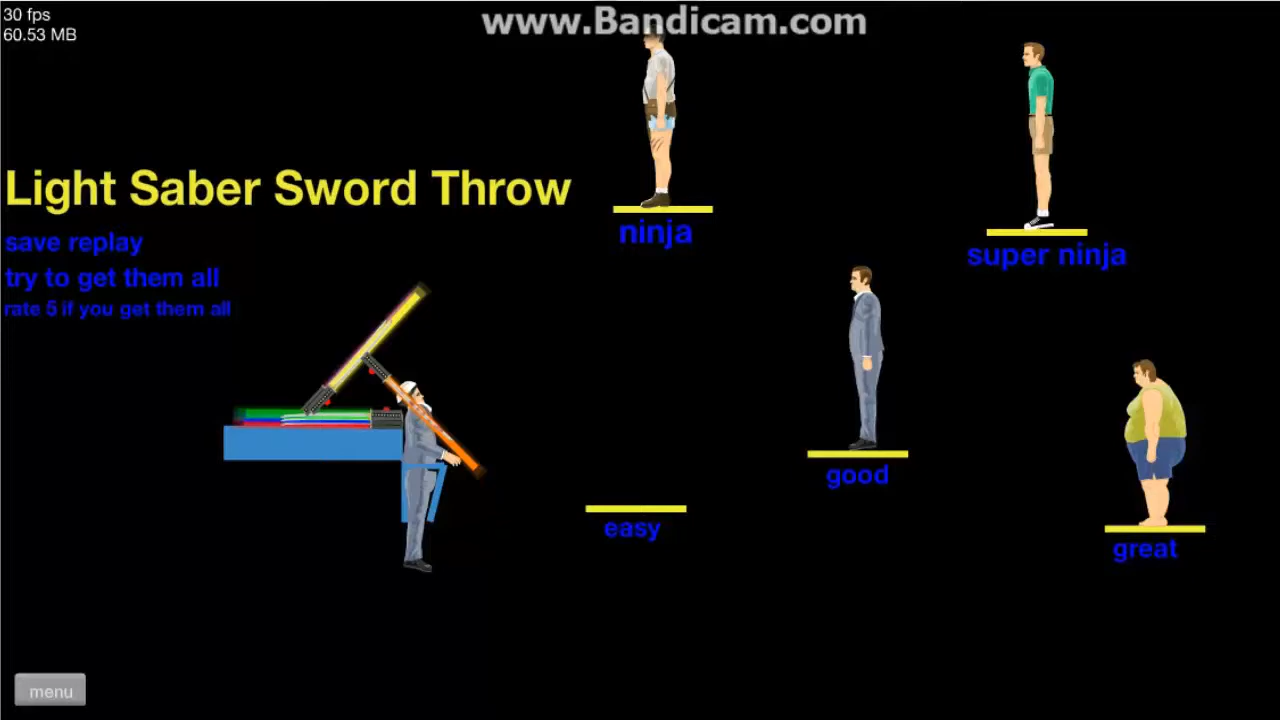 30 fps
60.53 MB
www.Bandicam.com
Light Saber Sword Throw
save replay
try to get them all
rate 5 if you get them all
ninja
super ninja
good
easy
great
menu